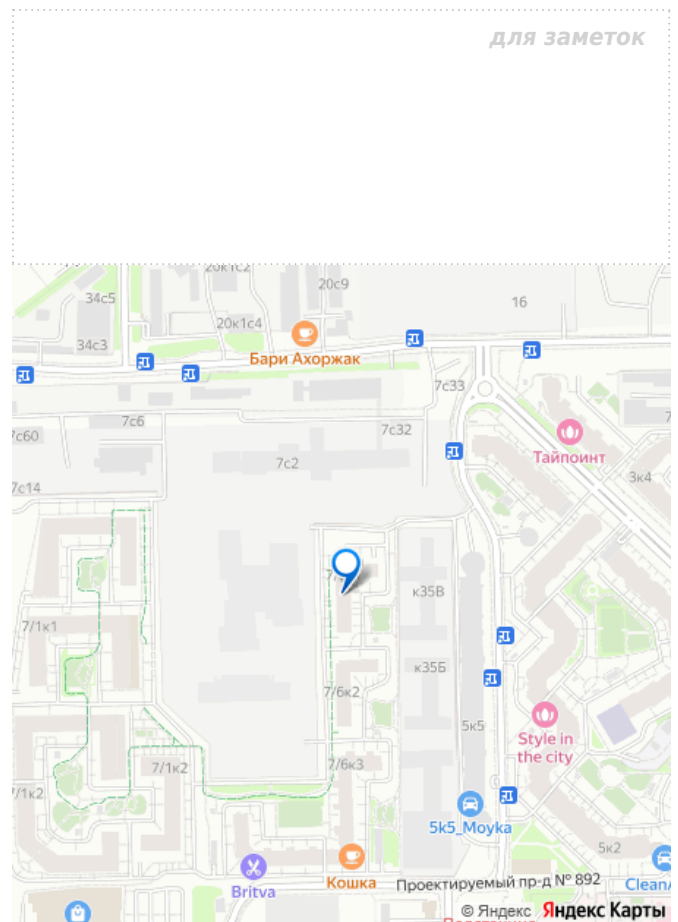 для заметок
20к1с2
20с9
34с5
16
20к1с4
34с3
Бари Ахоржак
7с33
7с6
7с32
7с60
Тайпоинт
7с2
3к4
7с14
к35В
7/1к1
к35Б
7/6к2
5к5
Style in
the city
7/6к3
7/1к2
7/1к2
5k5_Moyka
5к2
Кошка
Проектируемый пр-д № 892
Britva
© Яндекс Яндекс Карты